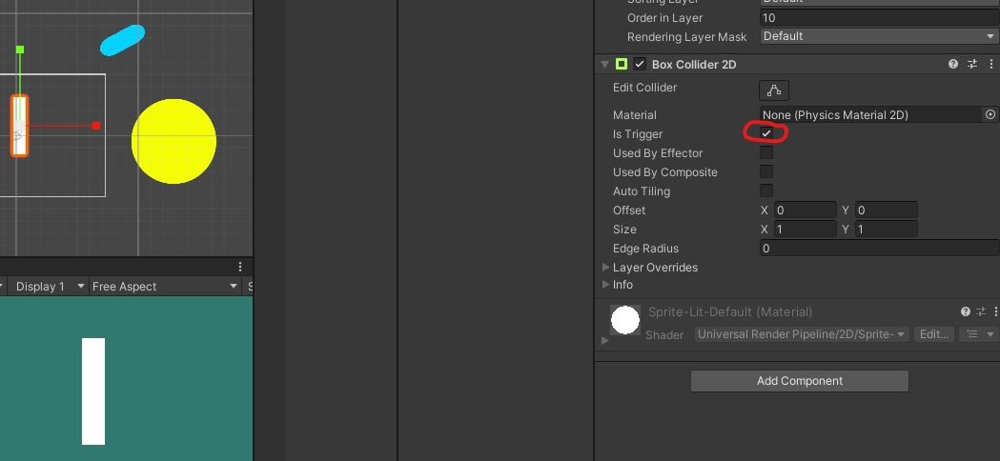 Sorting Layer Default
Order in Layer 10
Rendering Layer Mask Default
Box Collider 2D
Edit Collider
Material None (Physics Material 2D)
Is Trigger
Used By Effector
Used By Composite
Auto Tiling
Offset X 0 Y 0
Size X 1 Y 1
Edge Radius 0
Layer Overrides
Info
Display 1 Free Aspect S
Sprite-Lit-Default (Material)
Shader Universal Render Pipeline/2D/Sprite- Edit...
Add Component